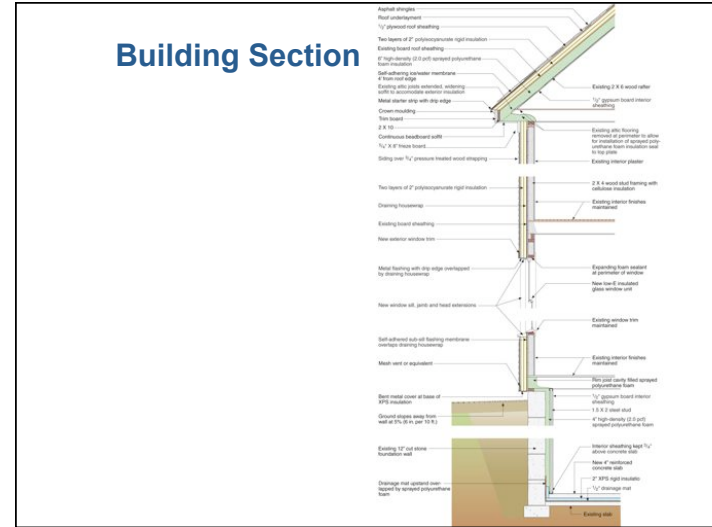 Building Section
Asphalt shingles
Roof underlayment
1/2" plywood roof sheathing
Two layers of 2" polyisocyanurate rigid insulation
Existing board roof sheathing
6" high-density (2.0 pcf) sprayed polyurethane
foam insulation
Self-adhering ice/water membrane
4' from roof edge
Existing attic joists extended, widening
soffit to accomodate exterior insulation
Metal starter strip with drip edge
Crown moulding
Trim board
2 X 10
Continuous beadboard soffit
3/4" X 8" frieze board
Siding over 3/4" pressure treated wood strapping
Two layers of 2" polyisocyanurate rigid insulation
Draining housewrap
Existing board sheathing
New exterior window trim
Metal flashing with drip edge overlapped
by draining housewrap
New window sill, jamb and head extensions
Self-adhered sub-sill flashing membrane
overlaps draining housewrap
Mesh vent or equivalent
Bent metal cover at base of
XPS insulation
Ground slopes away from
wall at 5% (6 in. per 10 ft.)
Existing 12" cut stone
foundation wall
Drainage mat upstand over-
lapped by sprayed polyurethane
foam
Existing 2 X 6 wood rafter
1/2" gypsum board interior
sheathing
Existing attic flooring
removed at perimeter to allow
for installation of sprayed poly-
urethane foam insulation seal
to top plate
Existing interior plaster
2 X 4 wood stud framing with
cellulose insulation
Existing interior finishes
maintained
Expanding foam sealant
at perimeter of window
New low-E insulated
glass window unit
Existing window trim
maintained
Existing interior finishes
maintained
Rim joist cavity filled sprayed
polyurethane foam
1/2" gypsum board interior
sheathing
1.5 X 2 steel stud
4" high-density (2.0 pcf)
sprayed polyurethane foam
Interior sheathing kept 3/4"
above concrete slab
New 4" reinforced
concrete slab
2" XPS rigid insulatio
1/2" drainage mat
Existing slab